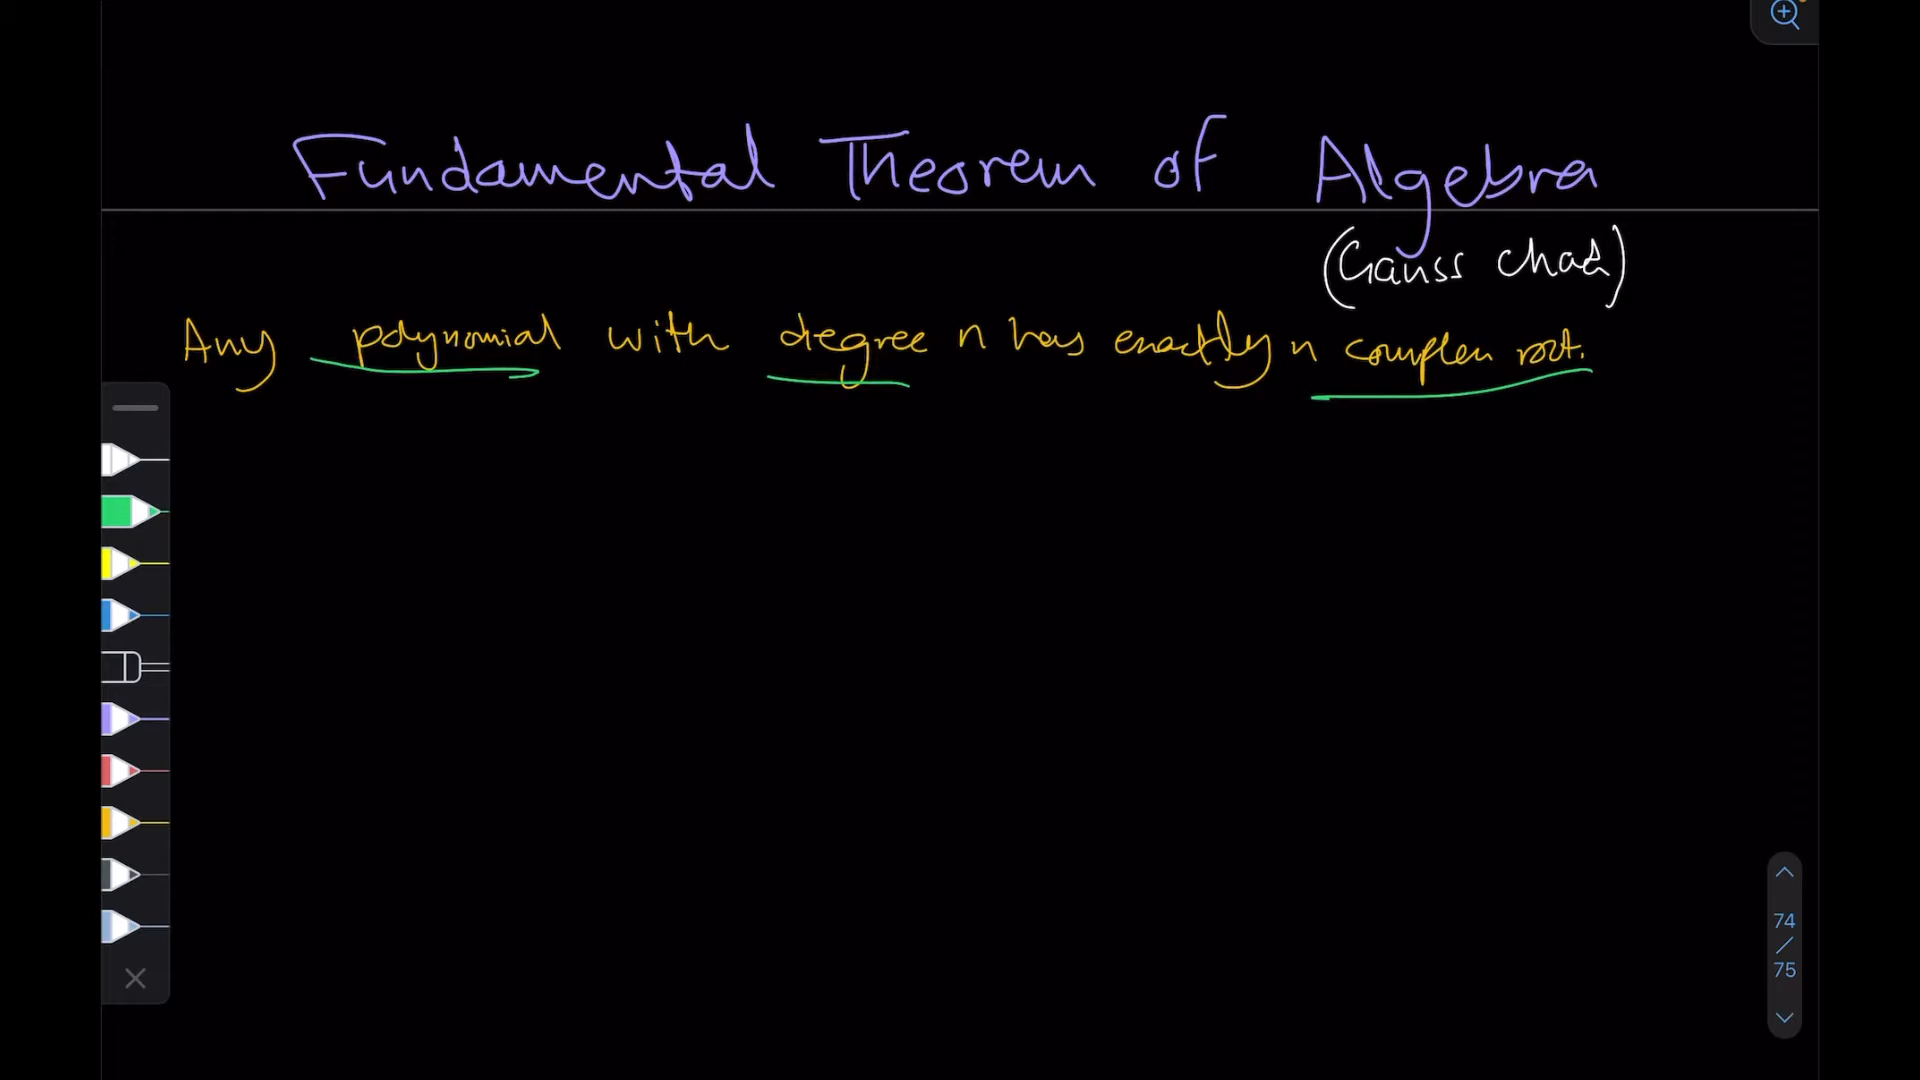 Fundamental Theorem of Algebra
(Gauss chad)
Any polynomial with degree n has exactly n complex root.
74
/
75